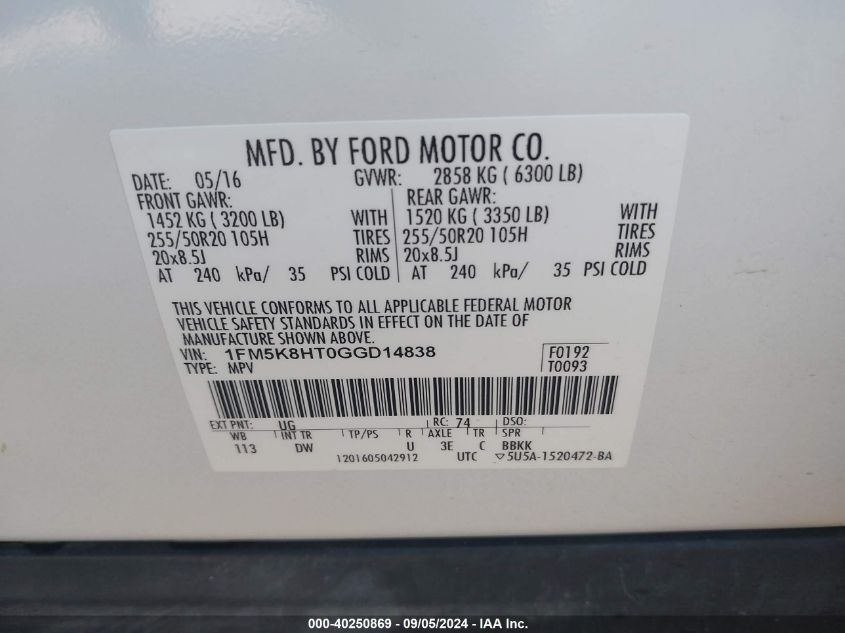 MFD. BY FORD MOTOR CO.
DATE: 05/16 GVWR: 2858 KG ( 6300 LB)
FRONT GAWR: REAR GAWR:
1452 KG ( 3200 LB) WITH 1520 KG ( 3350 LB) WITH
255/50R20 105H TIRES 255/50R20 105H TIRES
20x8.5J RIMS 20x8.5J RIMS
AT 240 kPa/ 35 PSI COLD AT 240 kPa/ 35 PSI COLD
THIS VEHICLE CONFORMS TO ALL APPLICABLE FEDERAL MOTOR
VEHICLE SAFETY STANDARDS IN EFFECT ON THE DATE OF
MANUFACTURE SHOWN ABOVE.
VIN: 1FM5K8HT0GGD14838 F0192
TYPE: MPV T0093
EXT PNT: UG RC: 74 DSO:
WB INT TR TP/PS R AXLE TR SPR
113 DW U 3E C BBKK
1201605042912 UTC ▽5U5A-1520472-BA
000-40250869 - 09/05/2024 - IAA Inc.